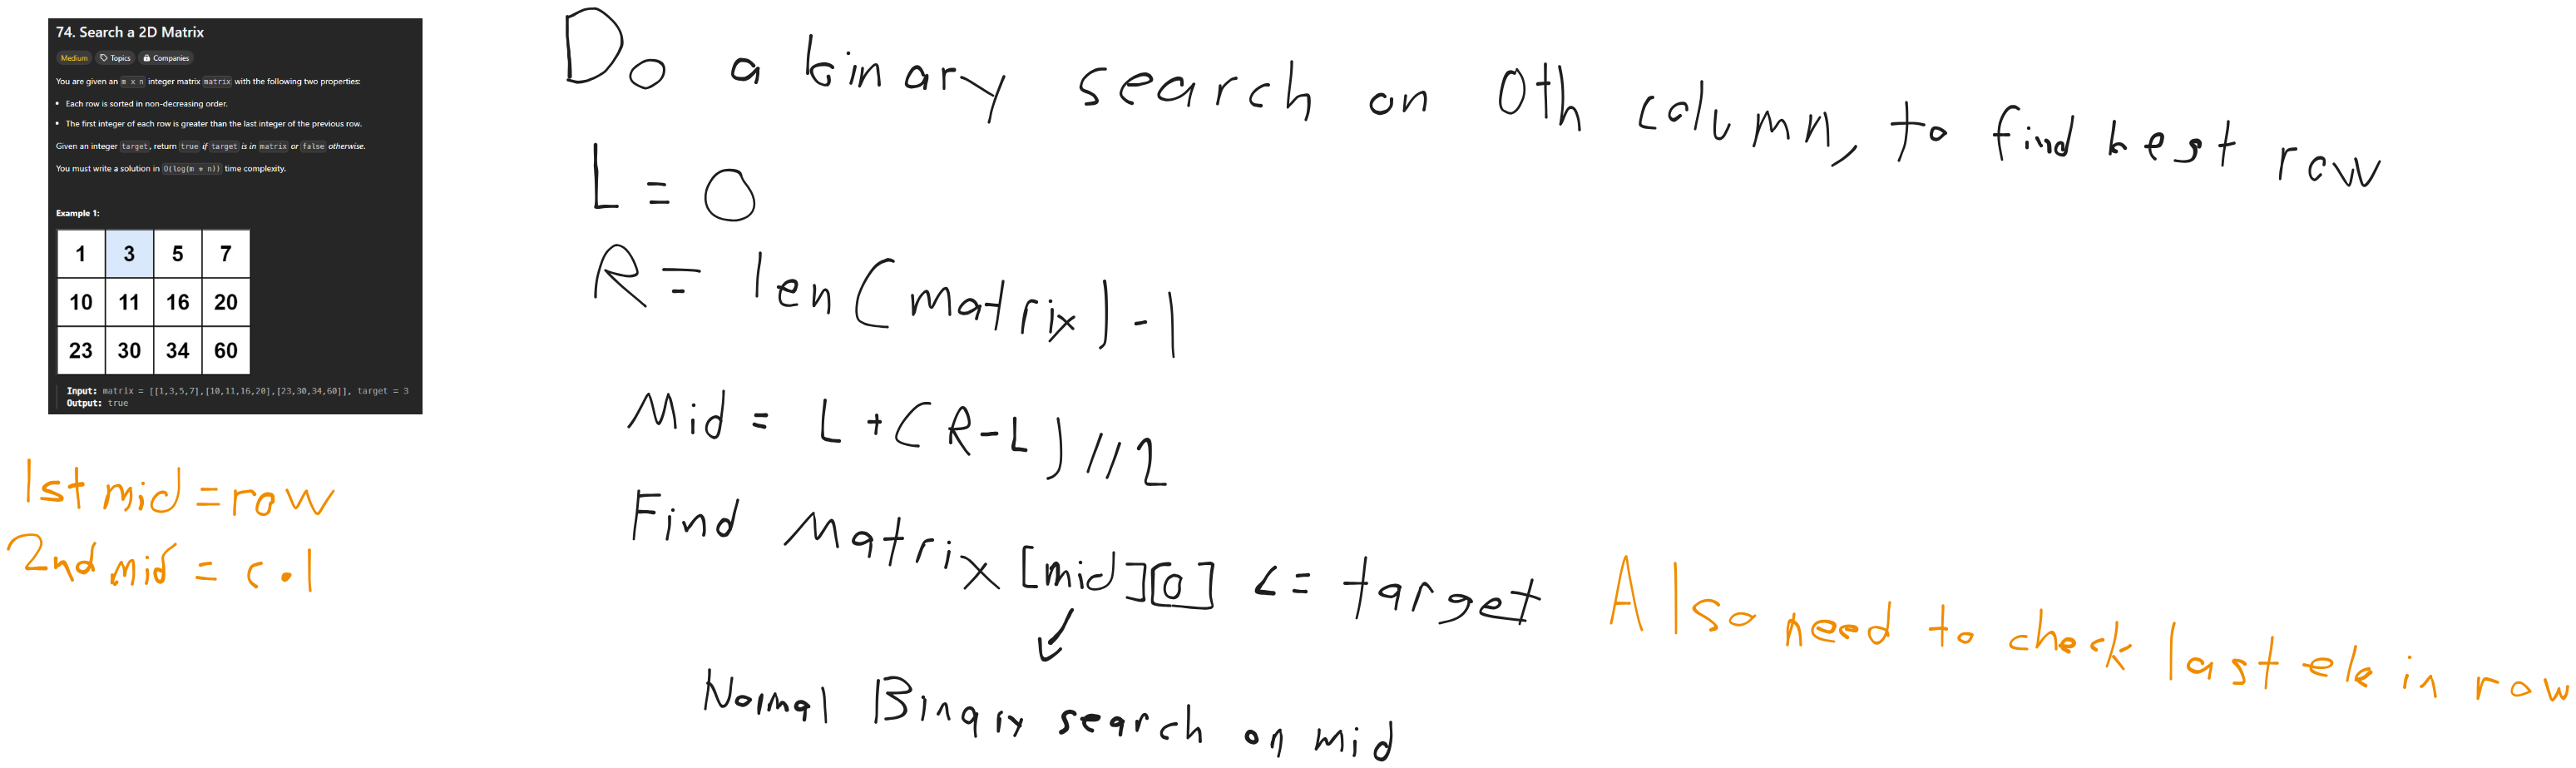 74. Search a 2D Matrix
Medium Topics Companies
You are given an m x n integer matrix matrix with the following two properties:
• Each row is sorted in non-decreasing order.
• The first integer of each row is greater than the last integer of the previous row.
Given an integer target, return true if target is in matrix or false otherwise.
You must write a solution in O(log(m * n)) time complexity.
Example 1:
1 3 5 7
10 11 16 20
23 30 34 60
Input: matrix = [[1,3,5,7],[10,11,16,20],[23,30,34,60]], target = 3
Output: true
1st mid = row
2nd mid = col
Do a binary search on 0th column, to find best row
L = 0
R = len(matrix)-1
Mid = L + (R-L)//2
Find Matrix[mid][0] <= target
Also need to check last ele in row
Normal Binary search on mid